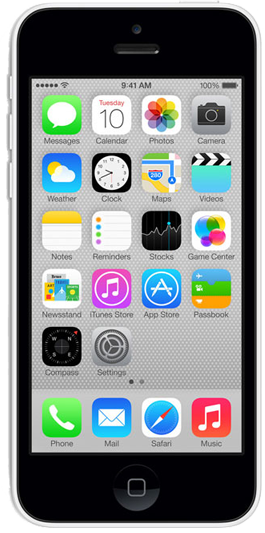 9:41 AM 100%
Tuesday
10
280
Messages Calendar Photos Camera
Weather Clock Maps Videos
Notes Reminders Stocks Game Center
Newsstand iTunes Store App Store Passbook
Compass Settings
Phone Mail Safari Music